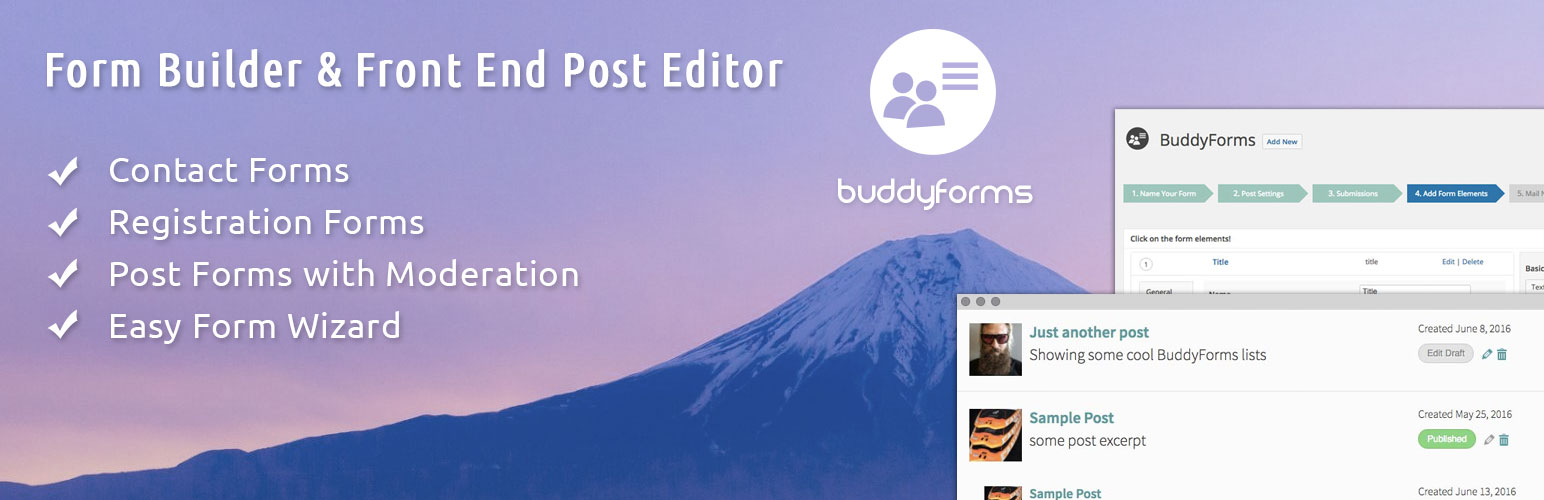 Form Builder & Front End Post Editor
Contact Forms
Registration Forms
Post Forms with Moderation
Easy Form Wizard
buddyforms
BuddyForms Add New
1. Name Your Form 2. Post Settings 3. Submissions 4. Add Form Elements 5. Mail
Click on the form elements!
1 Title title Edit | Delete
Basic
General Name Title Text
Just another post Created June 8, 2016
Showing some cool BuddyForms lists Edit Draft
Sample Post Created May 25, 2016
some post excerpt Published
Sample Post Created June 13, 2016